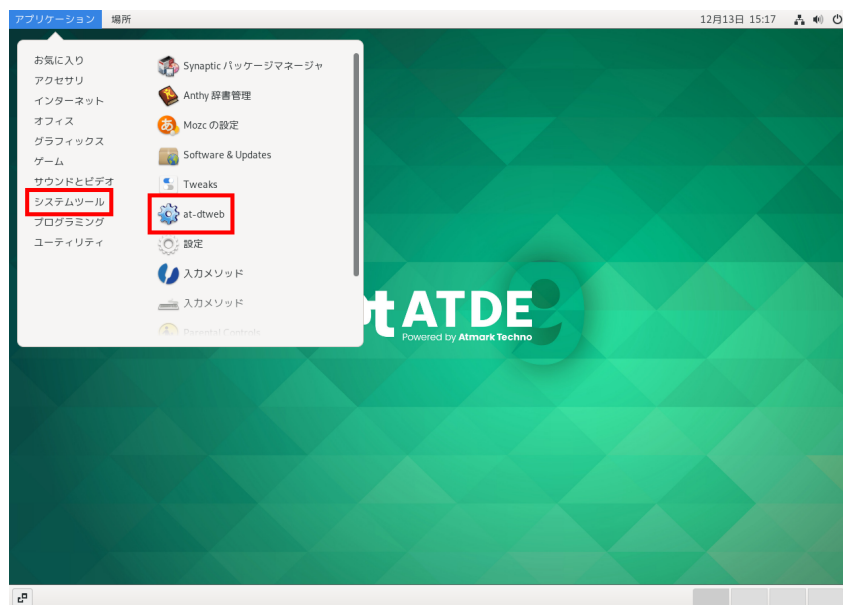 アプリケーション 場所 12月13日 15:17
お気に入り
アクセサリ
インターネット
オフィス
グラフィックス
ゲーム
サウンドとビデオ
システムツール
プログラミング
ユーティリティ
Synaptic パッケージマネージャ
Anthy 辞書管理
Mozc の設定
Software & Updates
Tweaks
at-dtweb
設定
入力メソッド
入力メソッド
Parental Controls
ATDE
Powered by Atmark Techno
9